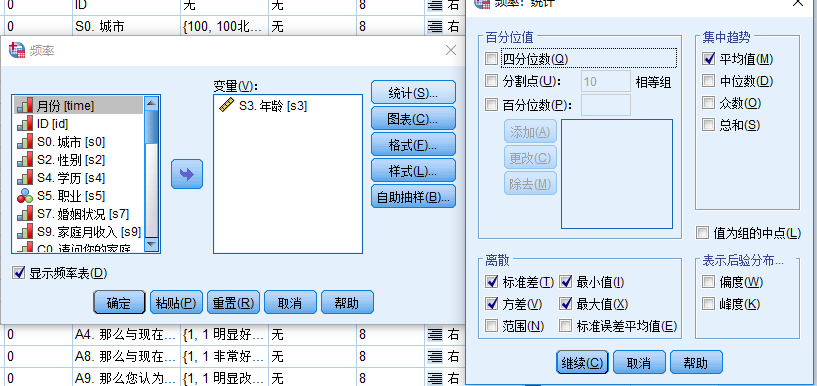 0 ID 无 无 8 右
0 S0. 城市 {100, 100北... 无 8 右
频率
变量(V):
月份 [time]
ID [id]
S0. 城市 [s0]
S2. 性别 [s2]
S4. 学历 [s4]
S5. 职业 [s5]
S7. 婚姻状况 [s7]
S9. 家庭月收入 [s9]
C0. 请问你的家庭...
S3. 年龄 [s3]
统计(S)...
图表(C)...
格式(F)...
样式(L)...
自助抽样(B)...
显示频率表(D)
确定 粘贴(P) 重置(R) 取消 帮助
0 A4. 那么与现在... {1, 1 明显好... 无 8 右
0 A8. 那么与现在... {1, 1 非常好... 无 8 右
0 A9. 那么您认为... {1, 1 明显改... 无 8 右
频率：统计
百分位值
四分位数(Q)
分割点(U): 10 相等组
百分位数(P):
添加(A)
更改(C)
除去(M)
集中趋势
平均值(M)
中位数(D)
众数(O)
总和(S)
值为组的中点(L)
离散
标准差(T) 最小值(I)
方差(V) 最大值(X)
范围(N) 标准误差平均值(E)
表示后验分布...
偏度(W)
峰度(K)
继续(C) 取消 帮助